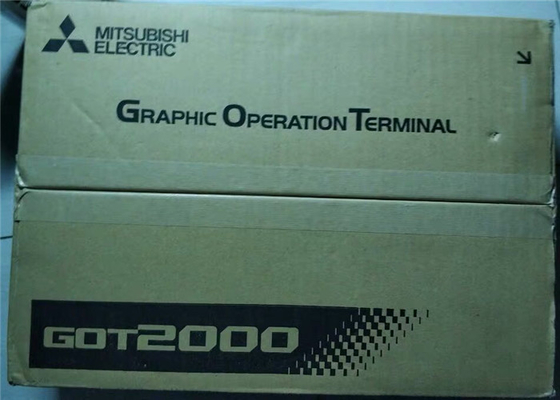 MITSUBISHI
ELECTRIC
GRAPHIC OPERATION TERMINAL
GOT2000